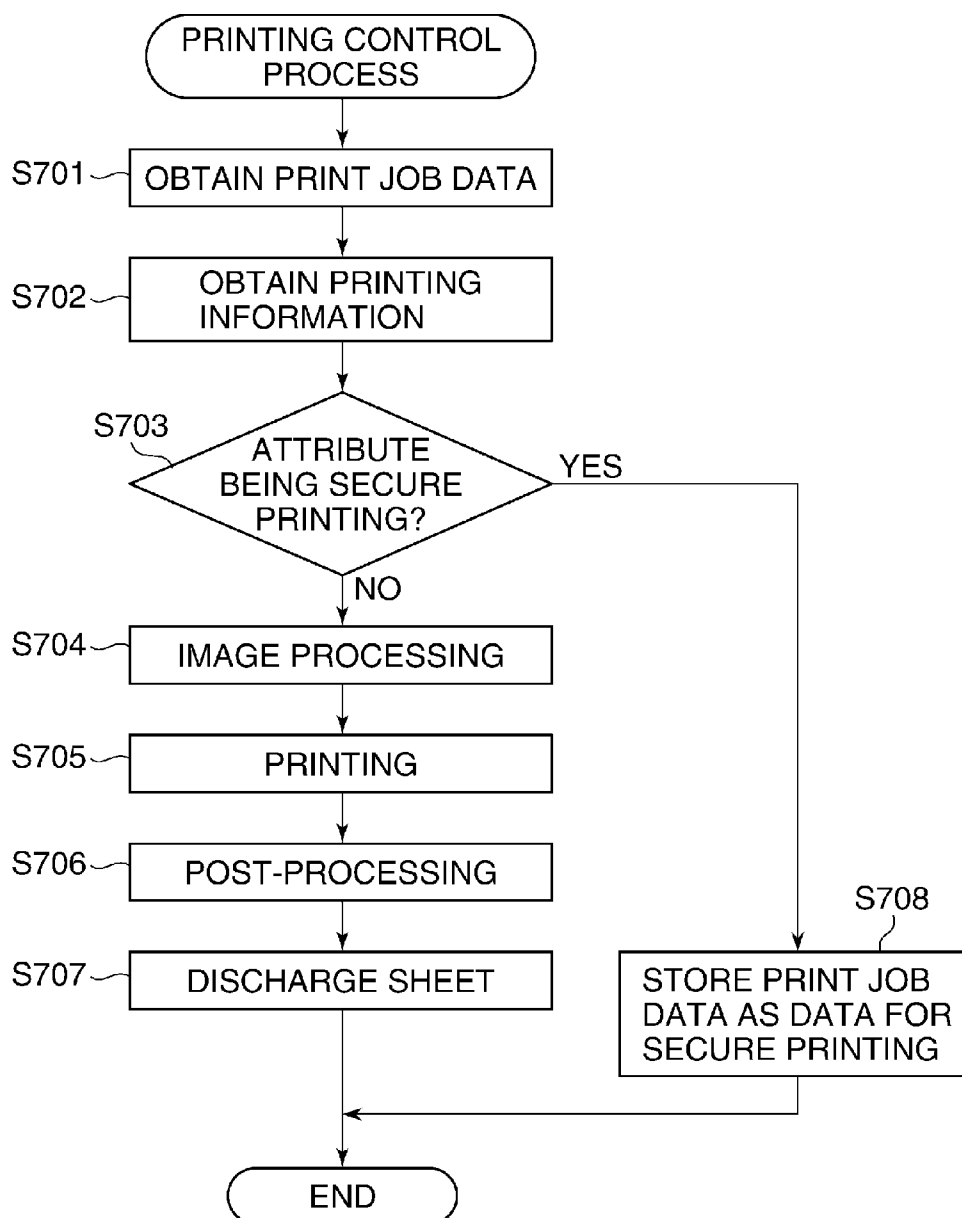 PRINTING CONTROL
PROCESS
S701
OBTAIN PRINT JOB DATA
S702
OBTAIN PRINTING
INFORMATION
S703
ATTRIBUTE
BEING SECURE
PRINTING?
YES
NO
S704
IMAGE PROCESSING
S705
PRINTING
S706
POST-PROCESSING
S707
DISCHARGE SHEET
S708
STORE PRINT JOB
DATA AS DATA FOR
SECURE PRINTING
END